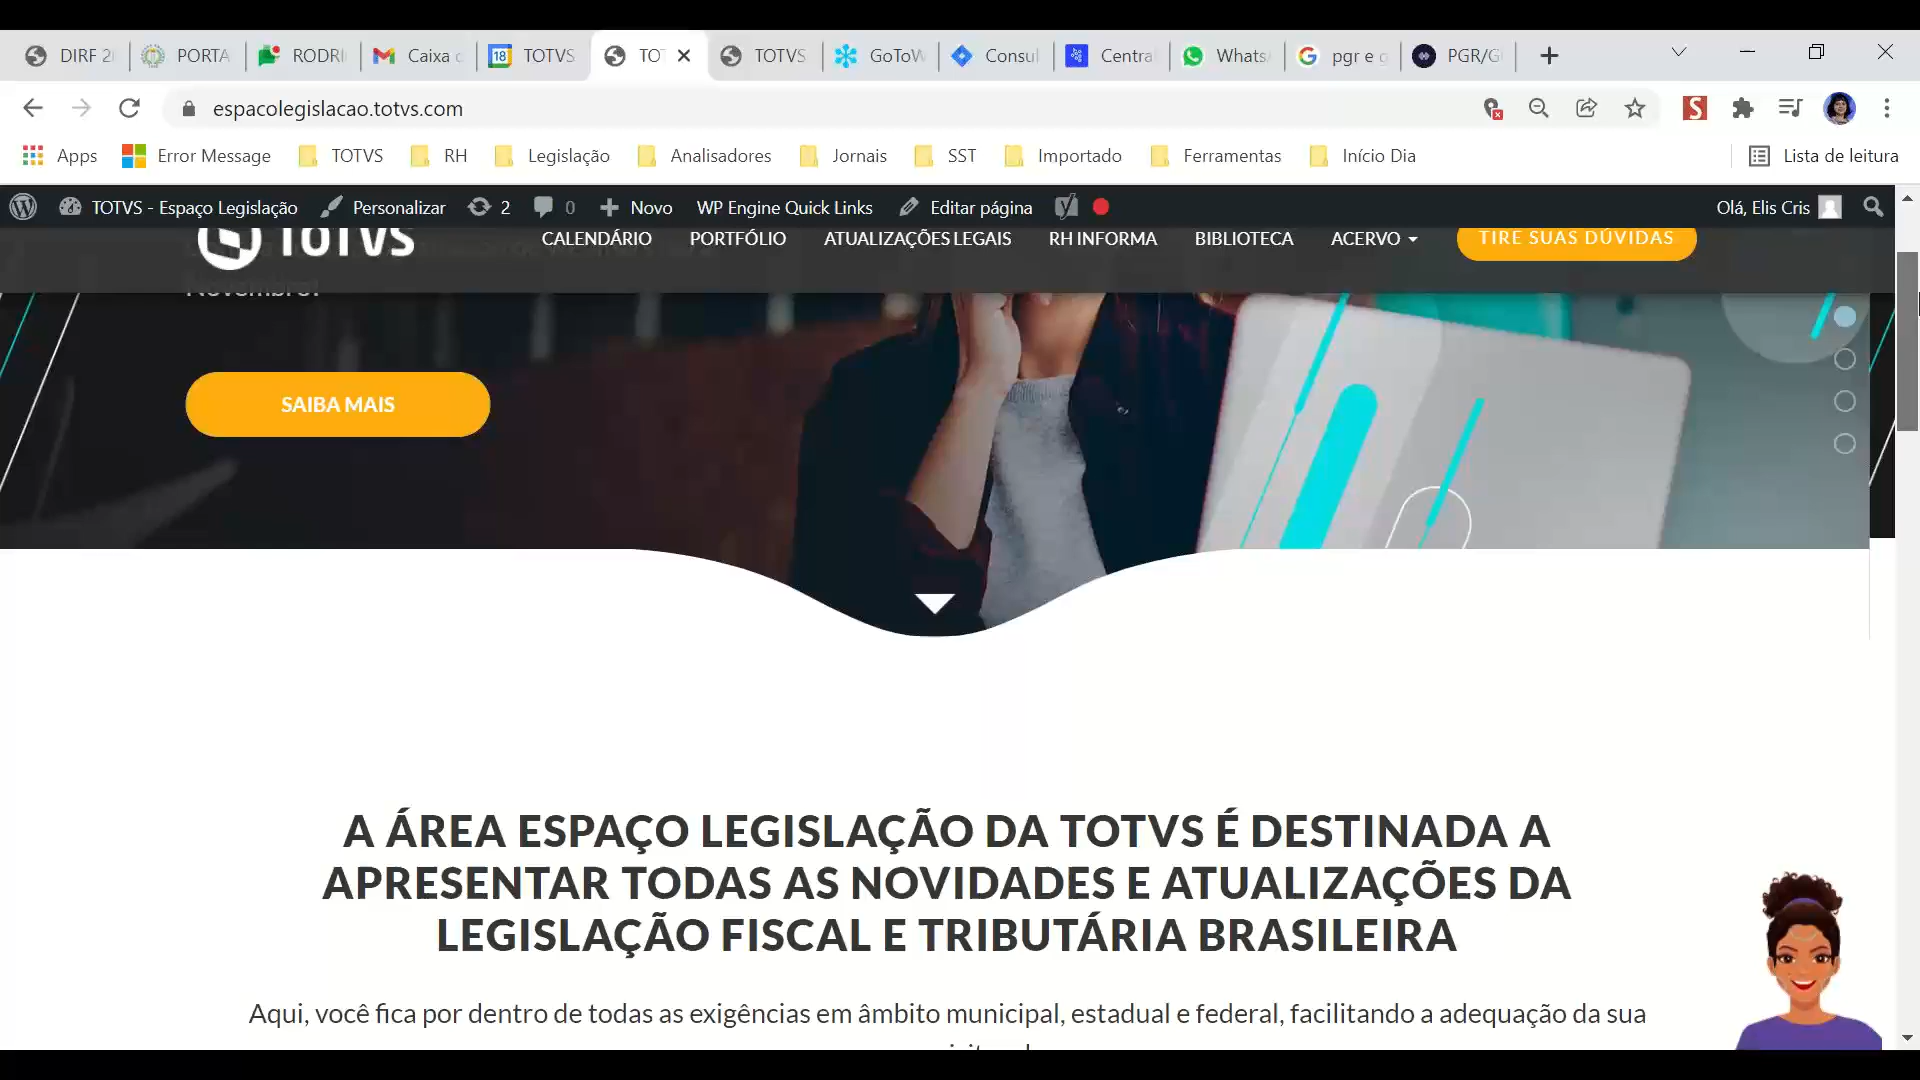 DIRF 2
PORTA
RODRI
Caixa
TOTVS
TO
TOTVS
GoToW
Consul
Centra
Whats
pgr e g
PGR/G
espacolegislacao.totvs.com
Apps
Error Message
TOTVS
RH
Legislação
Analisadores
Jornais
SST
Importado
Ferramentas
Início Dia
Lista de leitura
TOTVS - Espaço Legislação
Personalizar
2
0
Novo
WP Engine Quick Links
Editar página
Olá, Elis Cris
TOTVS
CALENDÁRIO
PORTFÓLIO
ATUALIZAÇÕES LEGAIS
RH INFORMA
BIBLIOTECA
ACERVO
TIRE SUAS DÚVIDAS
Novembro!
SAIBA MAIS
A ÁREA ESPAÇO LEGISLAÇÃO DA TOTVS É DESTINADA A
APRESENTAR TODAS AS NOVIDADES E ATUALIZAÇÕES DA
LEGISLAÇÃO FISCAL E TRIBUTÁRIA BRASILEIRA
Aqui, você fica por dentro de todas as exigências em âmbito municipal, estadual e federal, facilitando a adequação da sua